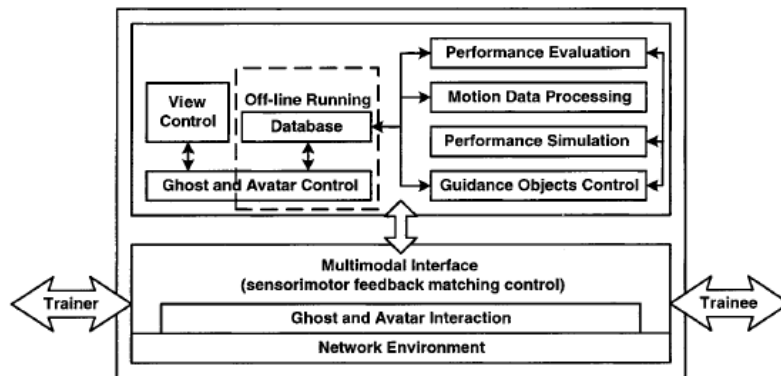 Performance Evaluation
View
Control
Off-line Running
Database
Motion Data Processing
Performance Simulation
Ghost and Avatar Control
Guidance Objects Control
Multimodal Interface
(sensorimotor feedback matching control)
Trainer
Trainee
Ghost and Avatar Interaction
Network Environment